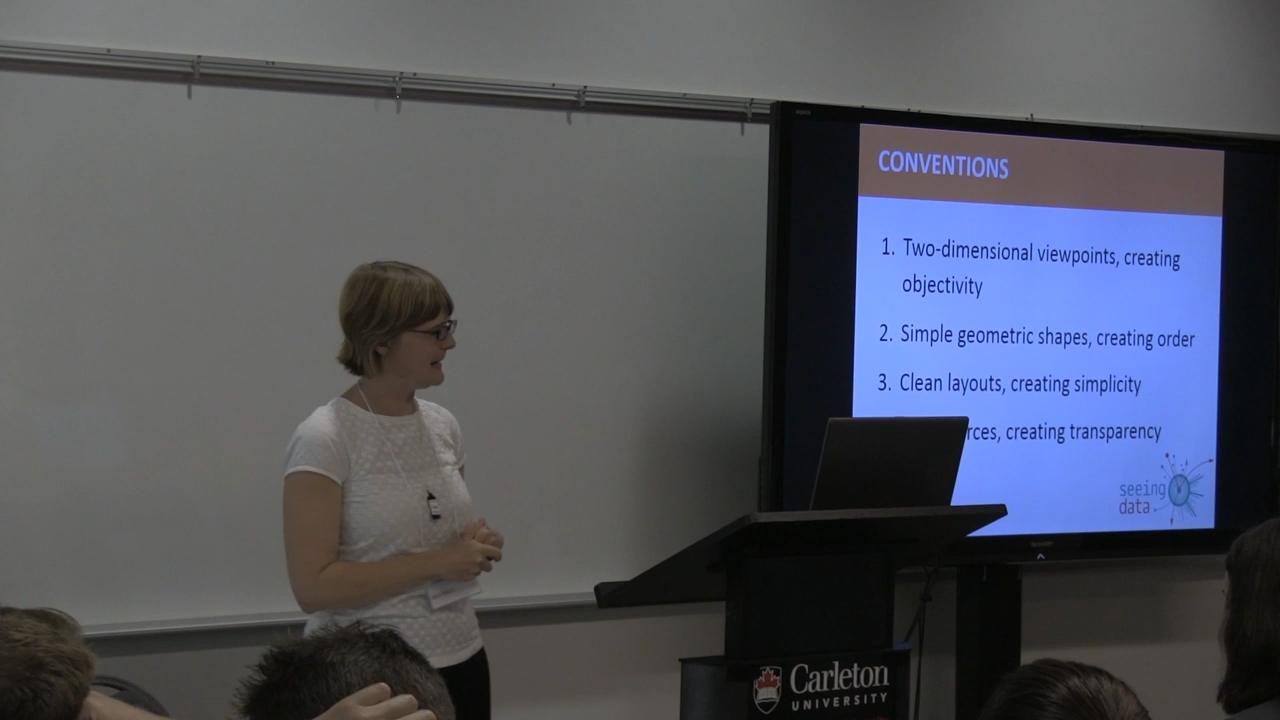 CONVENTIONS
1. Two-dimensional viewpoints, creating
objectivity
2. Simple geometric shapes, creating order
3. Clean layouts, creating simplicity
creating transparency
seeing
data
Carleton
UNIVERSITY